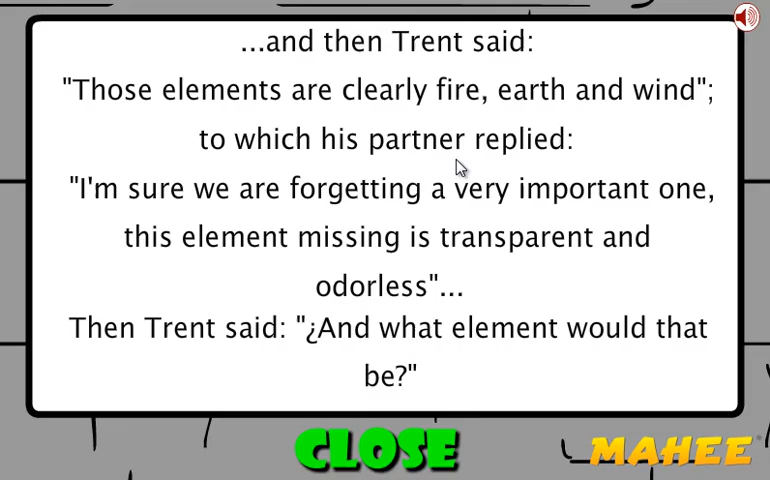 ...and then Trent said:
"Those elements are clearly fire, earth and wind";
to which his partner replied:
"I'm sure we are forgetting a very important one,
this element missing is transparent and
odorless"...
Then Trent said: "¿And what element would that
be?"
CLOSE
MAHEE